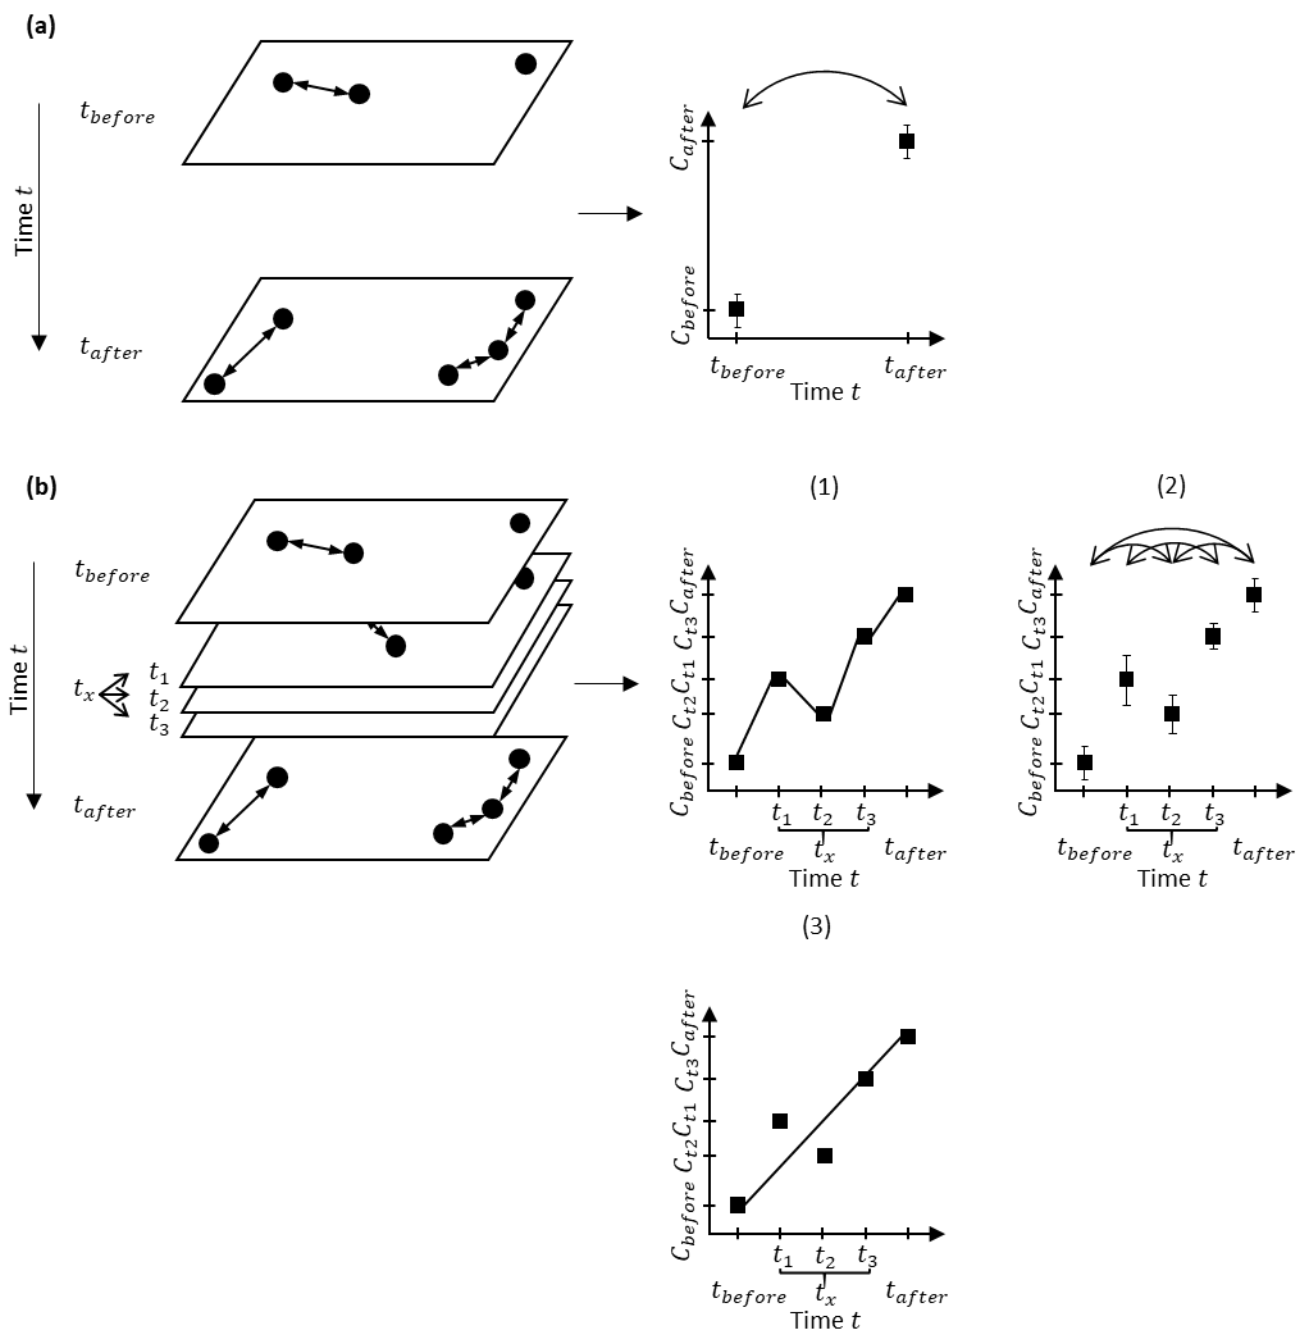 (a)
t_before
Time t
t_after
C_after
C_before
t_before t_after
Time t
(b)
t_before
Time t
t_x
t_1
t_2
t_3
t_after
(1)
C_before C_t2 C_t1 C_t3 C_after
t_1 t_2 t_3
t_before t_x t_after
Time t
(2)
C_before C_t2 C_t1 C_t3 C_after
t_1 t_2 t_3
t_before t_x t_after
Time t
(3)
C_before C_t2 C_t1 C_t3 C_after
t_1 t_2 t_3
t_before t_x t_after
Time t